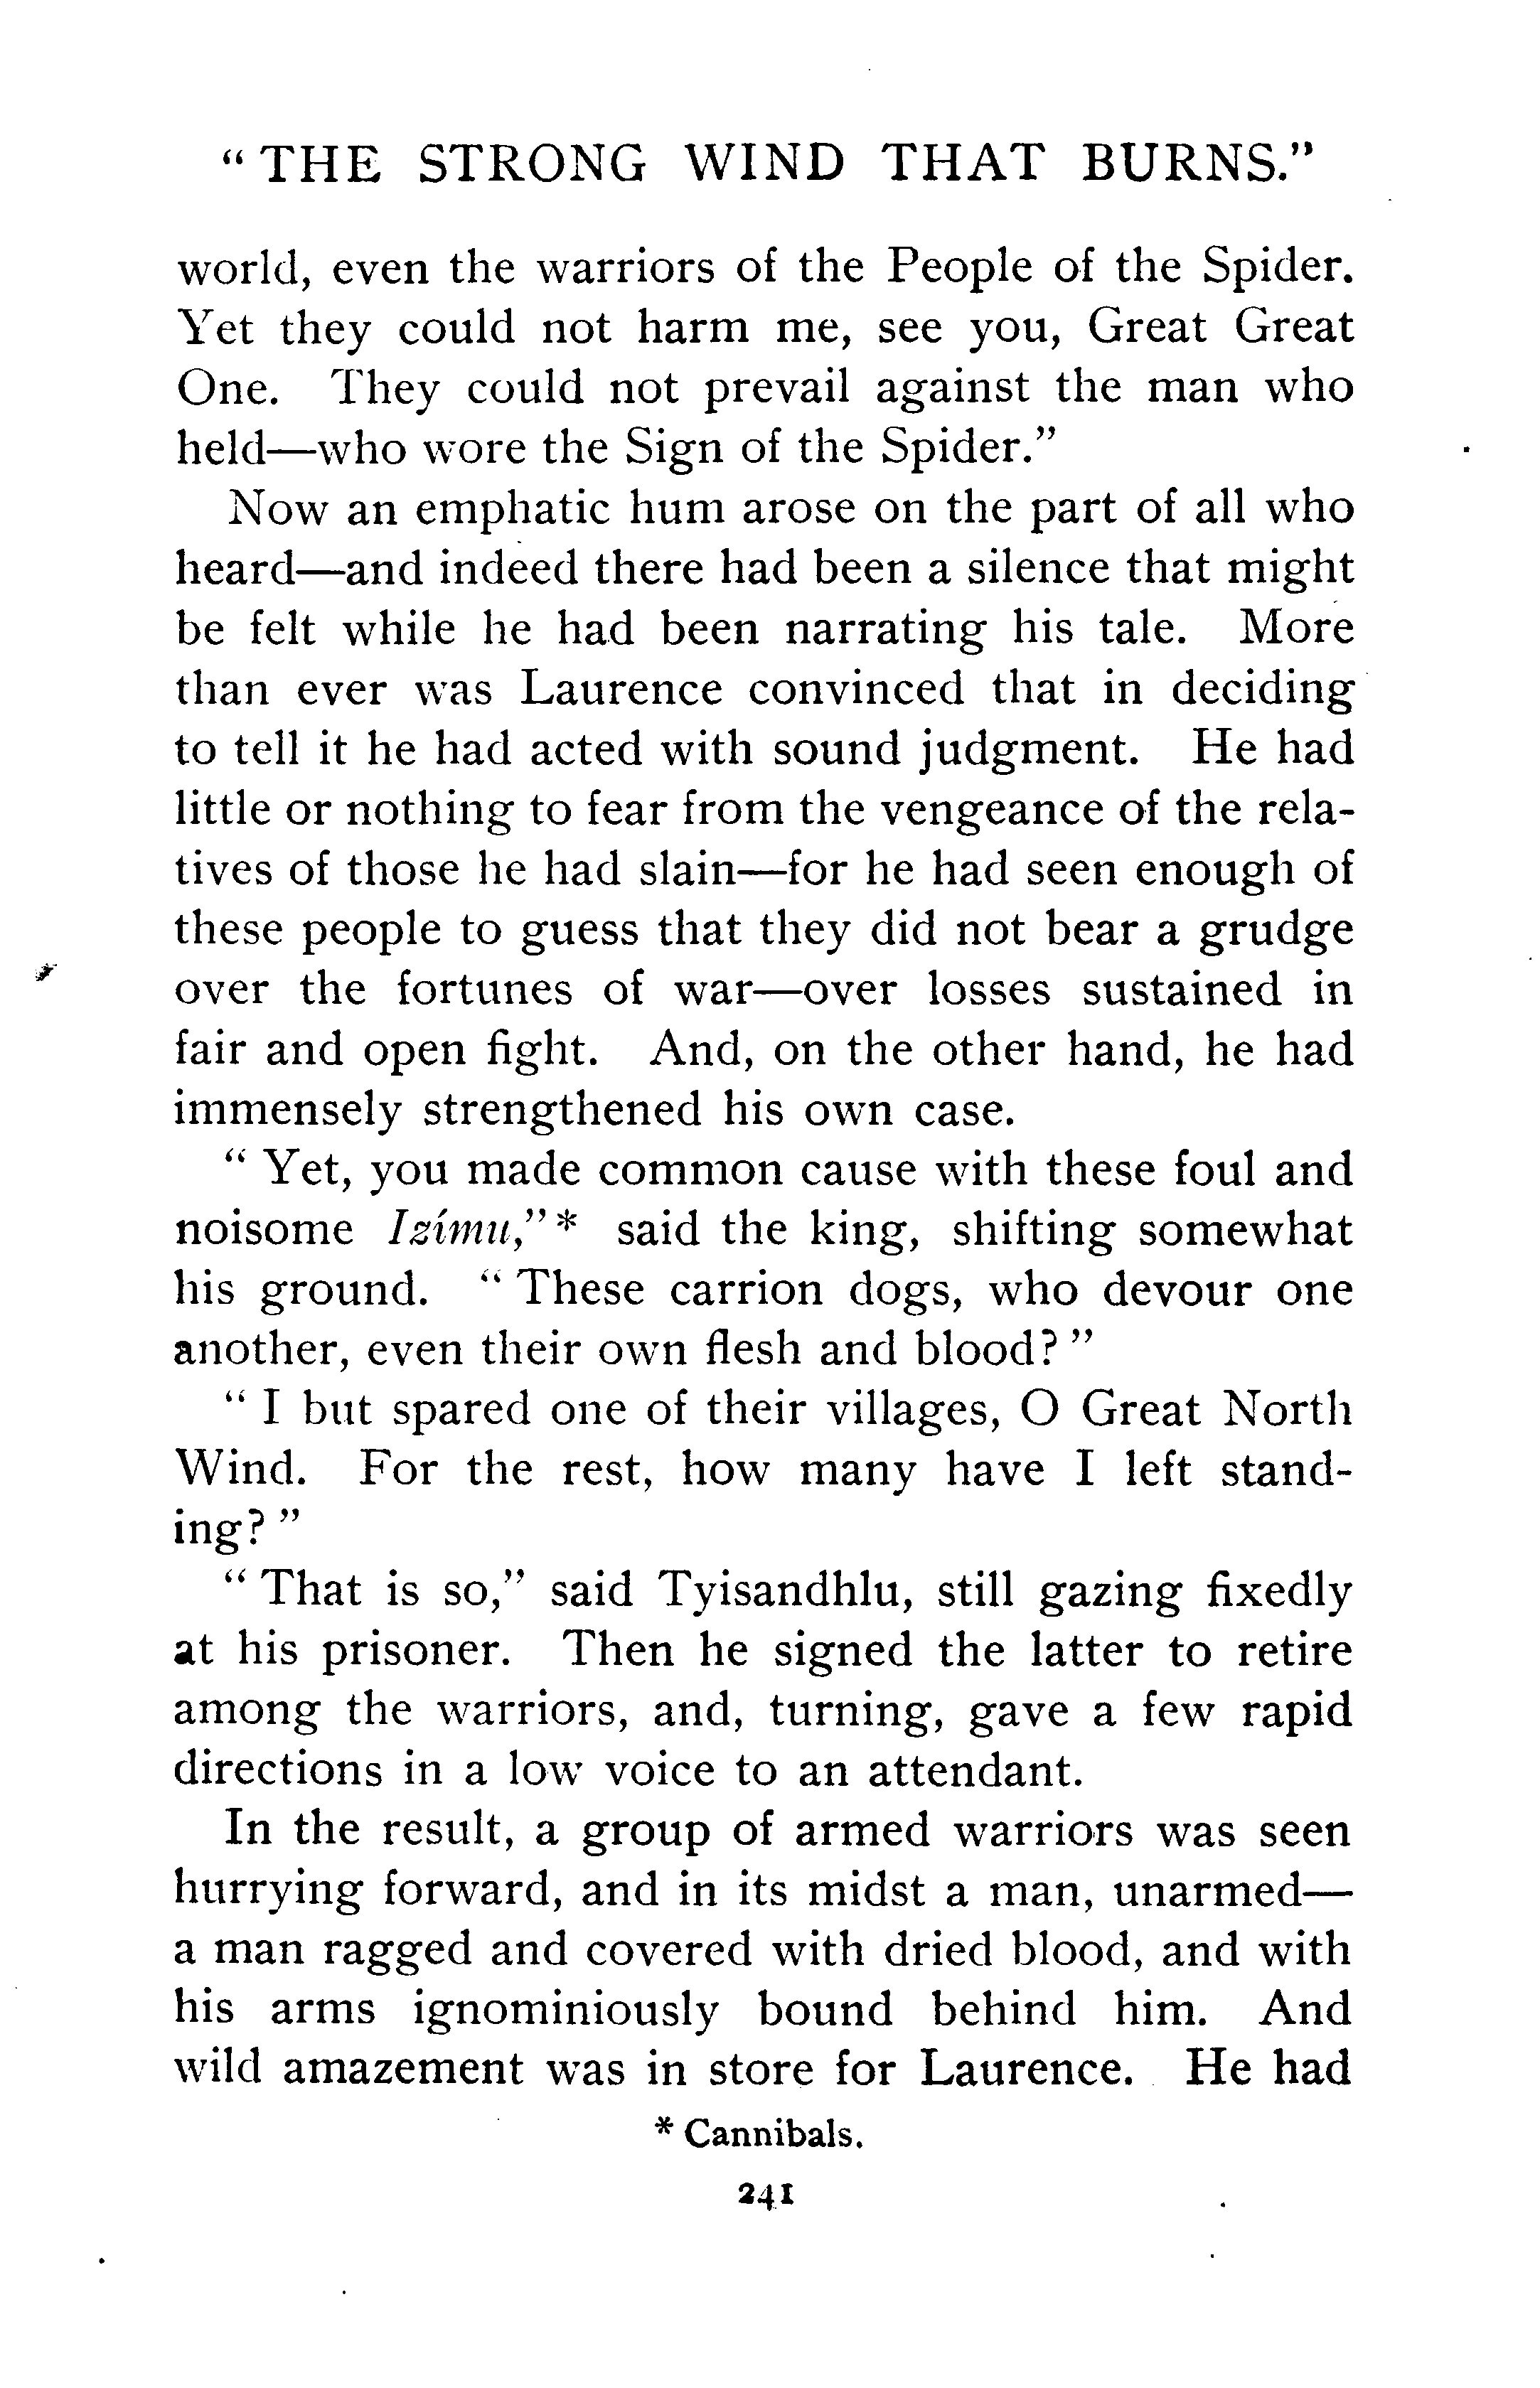 “THE STRONG WIND THAT BURNS.”
world, even the warriors of the People of the Spider.
Yet they could not harm me, see you, Great Great
One. They could not prevail against the man who
held—who wore the Sign of the Spider.”
Now an emphatic hum arose on the part of all who
heard—and indeed there had been a silence that might
be felt while he had been narrating his tale. More
than ever was Laurence convinced that in deciding
to tell it he had acted with sound judgment. He had
little or nothing to fear from the vengeance of the rela-
tives of those he had slain—for he had seen enough of
these people to guess that they did not bear a grudge
over the fortunes of war—over losses sustained in
fair and open fight. And, on the other hand, he had
immensely strengthened his own case.
“Yet, you made common cause with these foul and
noisome Izímu,”* said the king, shifting somewhat
his ground. “These carrion dogs, who devour one
another, even their own flesh and blood?”
“I but spared one of their villages, O Great North
Wind. For the rest, how many have I left stand-
ing?”
“That is so,” said Tyisandhlu, still gazing fixedly
at his prisoner. Then he signed the latter to retire
among the warriors, and, turning, gave a few rapid
directions in a low voice to an attendant.
In the result, a group of armed warriors was seen
hurrying forward, and in its midst a man, unarmed—
a man ragged and covered with dried blood, and with
his arms ignominiously bound behind him. And
wild amazement was in store for Laurence. He had
* Cannibals.
241